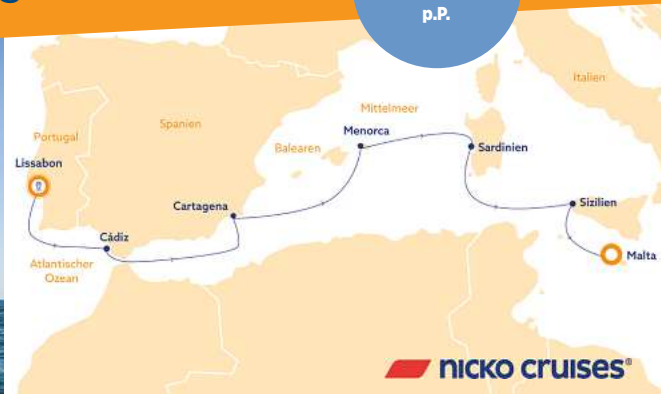 p.P.
Italien
Mittelmeer
Spanien
Menorca
Portugal
Balearen
Sardinien
Lissabon
Cartagena
Sizilien
Cádiz
Malta
Atlantischer
Ozean
nicko cruises®